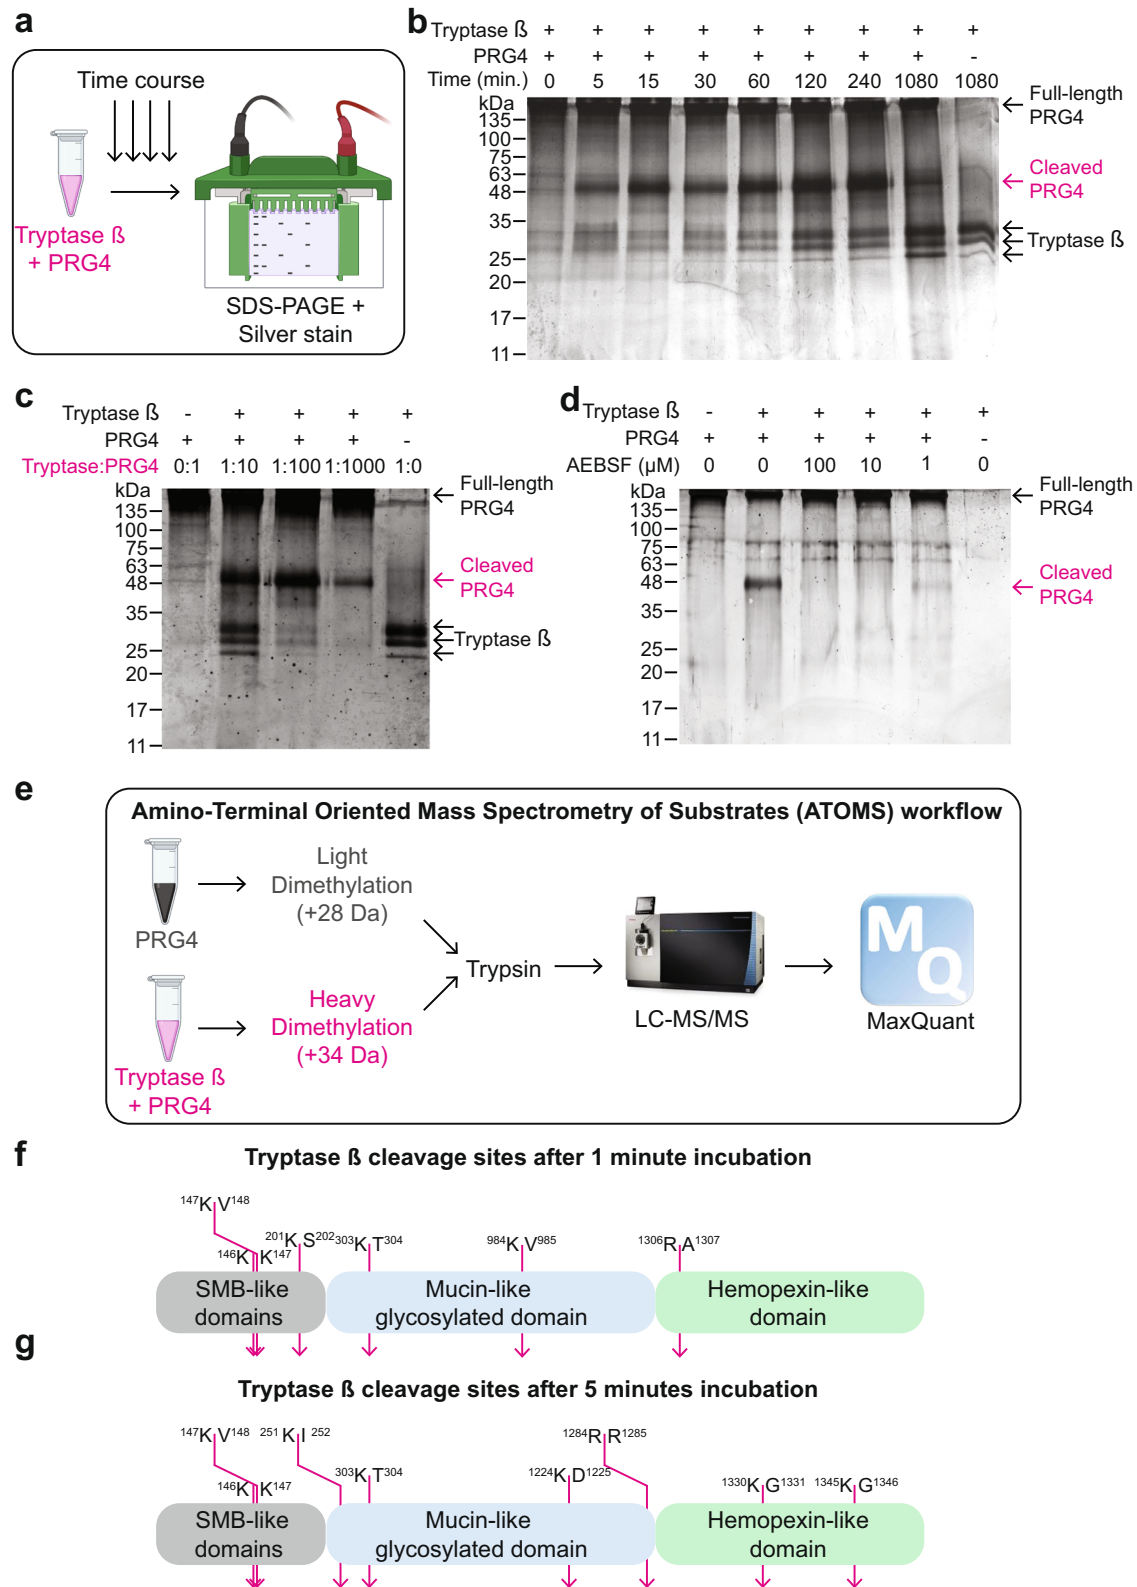 a
Time course
Tryptase ß
+ PRG4
SDS-PAGE +
Silver stain
b
Tryptase ß + + + + + + + + +
PRG4 + + + + + + + + -
Time (min.) 0 5 15 30 60 120 240 1080 1080
kDa
135
100
75
63
48
35
25
20
17
11
Full-length
PRG4
Cleaved
PRG4
Tryptase ß
c
Tryptase ß - + + + +
PRG4 + + + + -
Tryptase:PRG4 0:1 1:10 1:100 1:1000 1:0
kDa
135
100
75
63
48
35
25
20
17
11
Full-length
PRG4
Cleaved
PRG4
Tryptase ß
d
Tryptase ß - + + + + +
PRG4 + + + + + -
AEBSF (µM) 0 0 100 10 1 0
kDa
135
100
75
63
48
35
25
20
17
11
Full-length
PRG4
Cleaved
PRG4
e
Amino-Terminal Oriented Mass Spectrometry of Substrates (ATOMS) workflow
PRG4
Light
Dimethylation
(+28 Da)
Tryptase ß
+ PRG4
Heavy
Dimethylation
(+34 Da)
Trypsin
LC-MS/MS
MQ
MaxQuant
f
Tryptase ß cleavage sites after 1 minute incubation
147K V148
146K K147
201K S202
303K T304
984K V985
1306R A1307
SMB-like
domains
Mucin-like
glycosylated domain
Hemopexin-like
domain
g
Tryptase ß cleavage sites after 5 minutes incubation
147K V148
146K K147
251 K I 252
303K T304
1224K D1225
1284R R1285
1330K G1331
1345K G1346
SMB-like
domains
Mucin-like
glycosylated domain
Hemopexin-like
domain